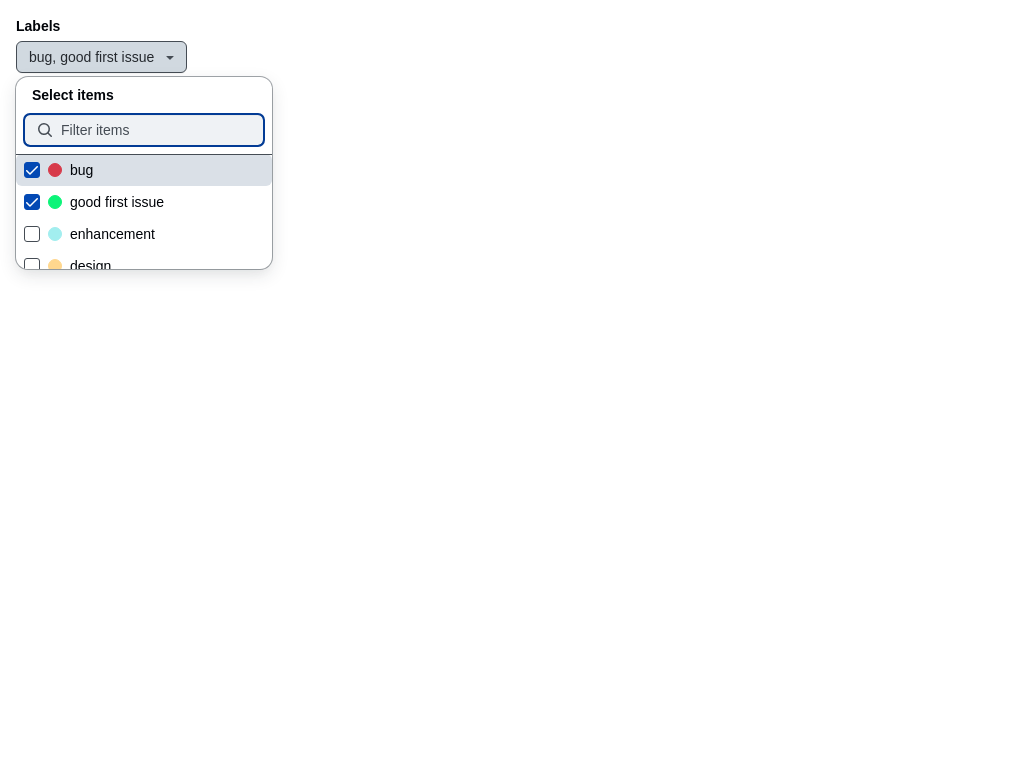 Labels
bug, good first issue
Select items
Filter items
bug
good first issue
enhancement
design